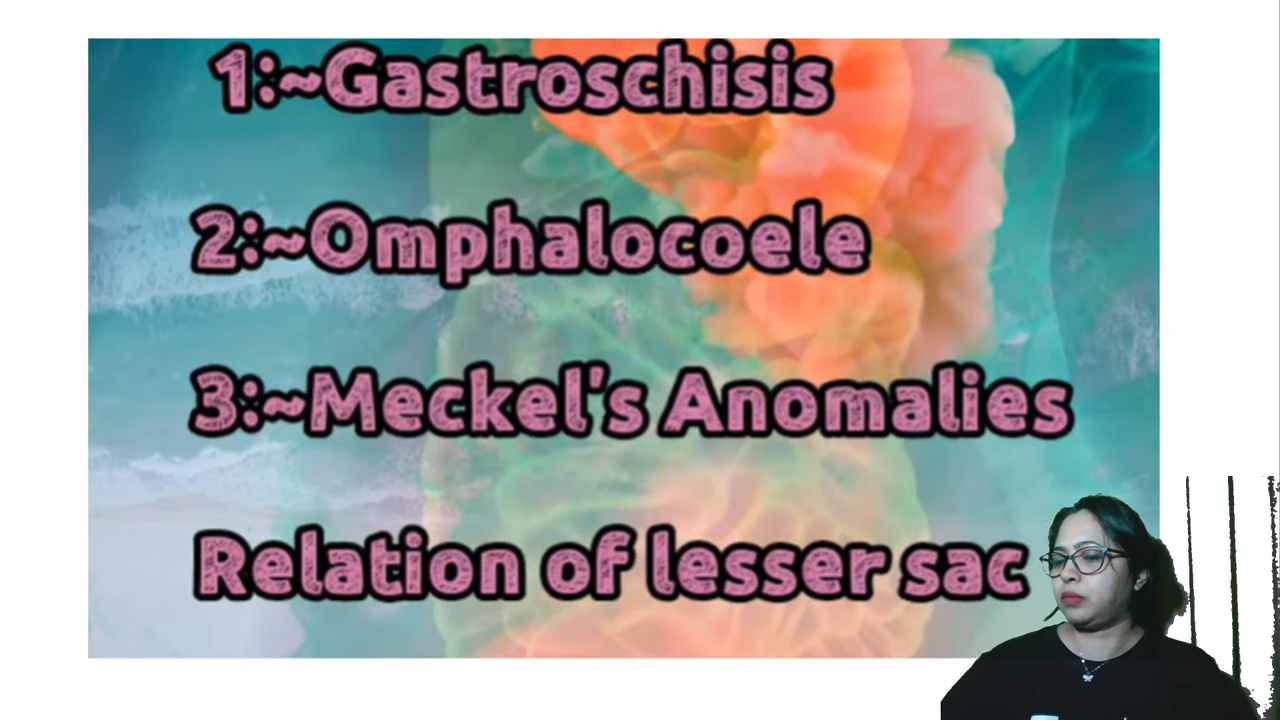 1:~Gastroschisis
2:~Omphalocoele
3:~Meckel's Anomalies
Relation of lesser sac